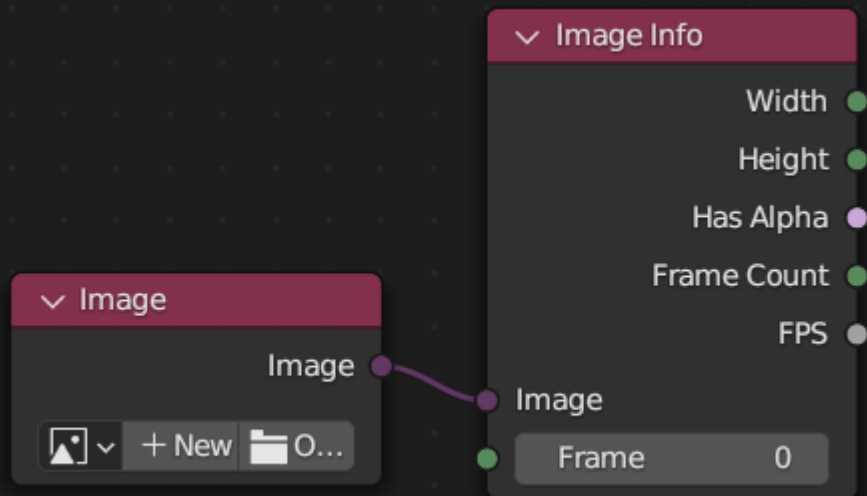 Image Info
Width
Height
Has Alpha
Frame Count
FPS
Image
Frame 0
Image
Image
+ New O...